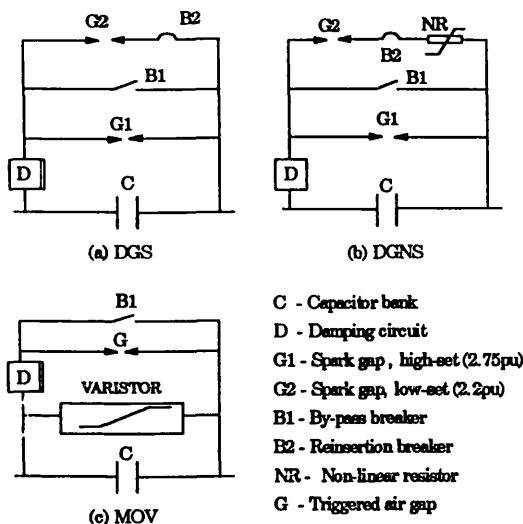 G2 B2
B1
G1
D
C
(a) DGS
G2 B2 NR
B1
G1
D
C
(b) DGNS
B1
G
D
VARISTOR
C
(c) MOV
C - Capacitor bank
D - Damping circuit
G1 - Spark gap , high-set (2.75pu)
G2 - Spark gap, low-set (2.2pu)
B1 - By-pass breaker
B2 - Reinsertion breaker
NR - Non-linear resistor
G - Triggered air gap